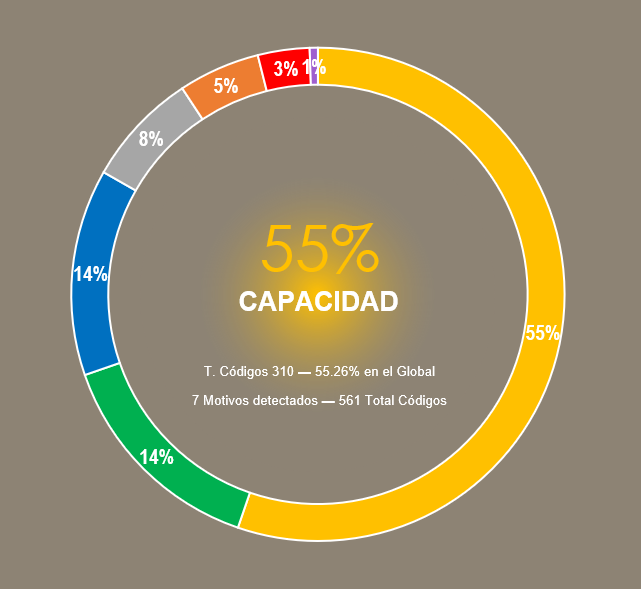 3% 1%
5%
8%
55%
14%
CAPACIDAD
55%
T. Códigos 310 — 55.26% en el Global
7 Motivos detectados — 561 Total Códigos
14%